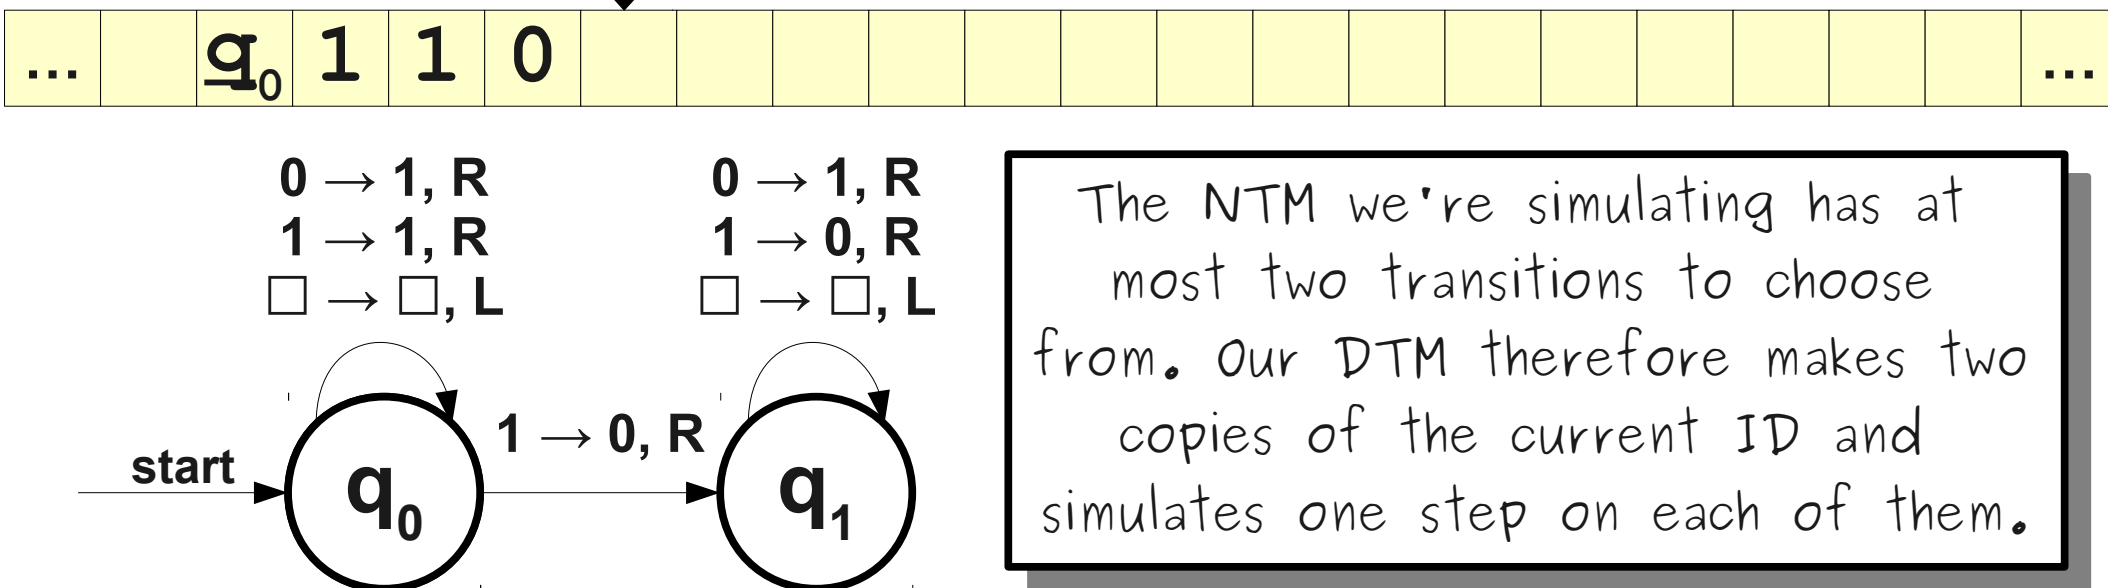 ... q₀ 1 1 0 ...
0 → 1, R
1 → 1, R
□ → □, L
0 → 1, R
1 → 0, R
□ → □, L
start
q₀
1 → 0, R
q₁
The NTM we're simulating has at
most two transitions to choose
from. Our DTM therefore makes two
copies of the current ID and
simulates one step on each of them.